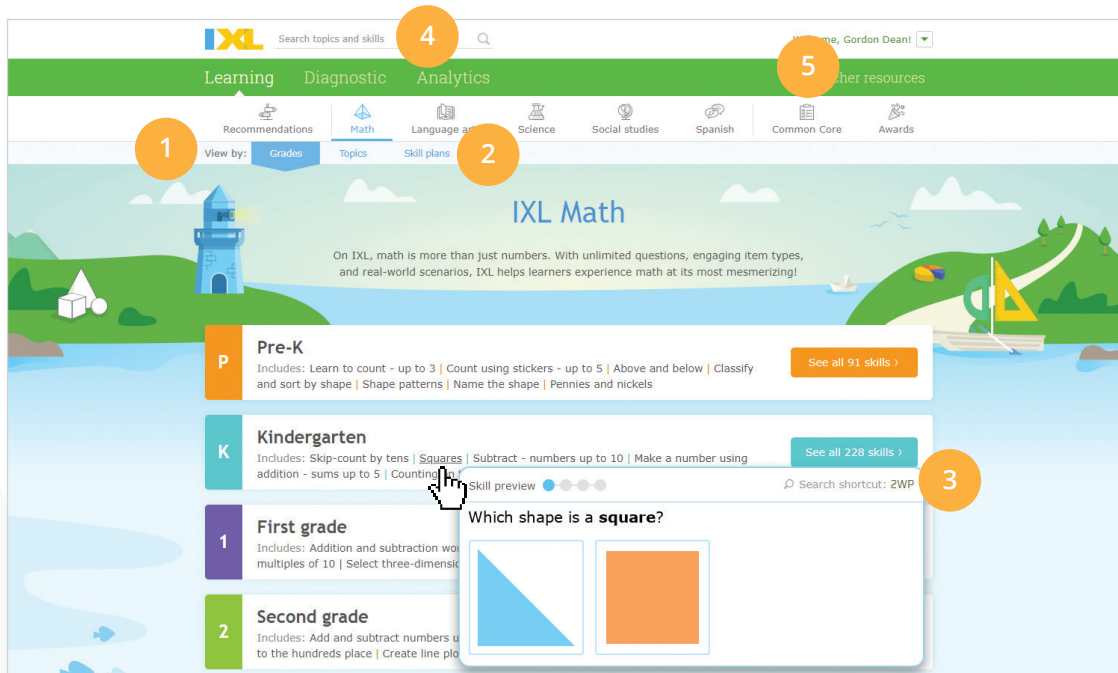 IXL
Search topics and skills
4
me, Gordon Dean!
5
Learning Diagnostic Analytics
resources
Recommendations Math Language Science Social studies Spanish Common Core Awards
1
View by: Grades Topics Skill plans
2
IXL Math
On IXL, math is more than just numbers. With unlimited questions, engaging item types,
and real-world scenarios, IXL helps learners experience math at its most mesmerizing!
P
Pre-K
Includes: Learn to count - up to 3 | Count using stickers - up to 5 | Above and below | Classify
and sort by shape | Shape patterns | Name the shape | Pennies and nickels
See all 91 skills ›
K
Kindergarten
Includes: Skip-count by tens | Squares | Subtract - numbers up to 10 | Make a number using
addition - sums up to 5 | Counting
See all 228 skills ›
3
Skill preview
Search shortcut: 2WP
Which shape is a square?
1
First grade
Includes: Addition and subtraction
multiples of 10 | Select
2
Second grade
Includes: Add and subtract numbers
to the hundreds place | Create line